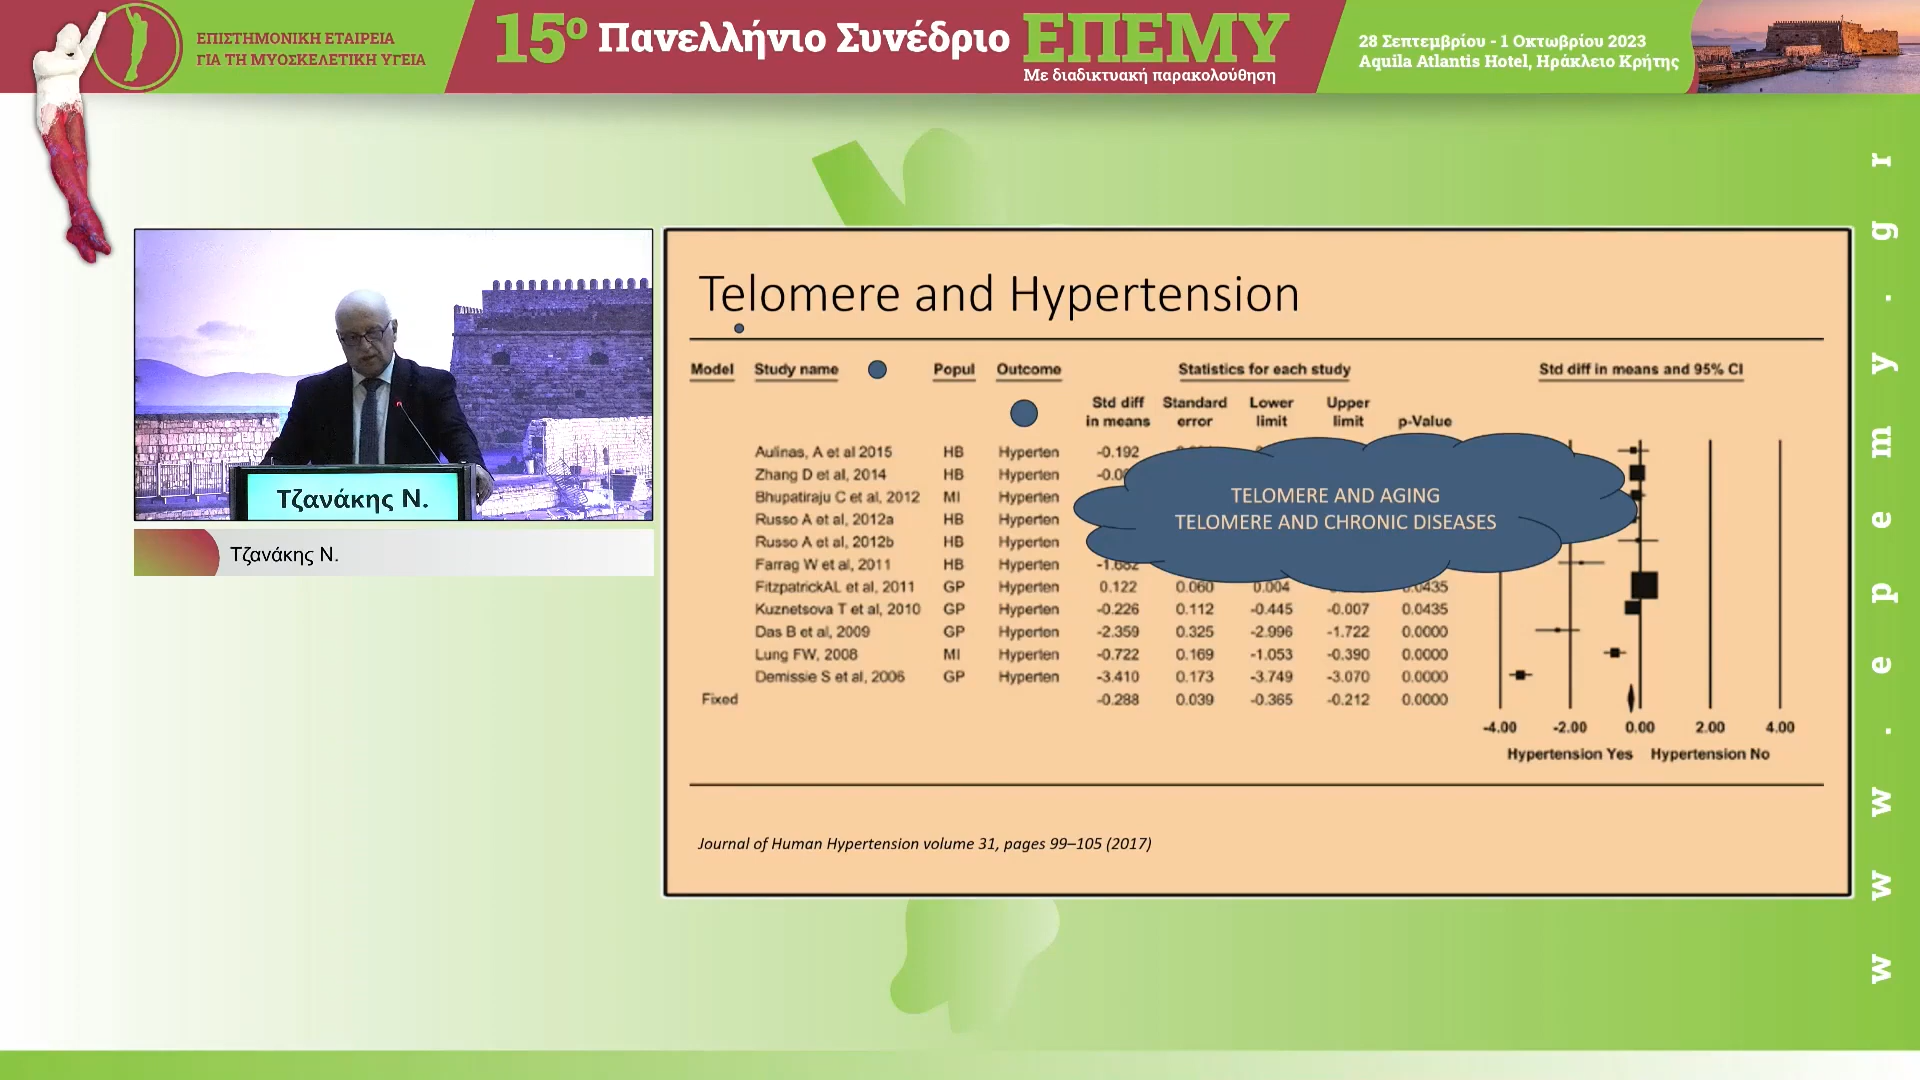 ΕΠΙΣΤΗΜΟΝΙΚΗ ΕΤΑΙΡΕΙΑ
ΓΙΑ ΤΗ ΜΥΟΣΚΕΛΕΤΙΚΗ ΥΓΕΙΑ
15ο Πανελλήνιο Συνέδριο ΕΠΕΜΥ
Με διαδικτυακή παρακολούθηση
28 Σεπτεμβρίου - 1 Οκτωβρίου 2023
Aquila Atlantis Hotel, Ηράκλειο Κρήτης
www.epemy.gr
Τζανάκης Ν.
Τζανάκης Ν.
Telomere and Hypertension
Model Study name Popul Outcome Statistics for each study Std diff in means and 95% CI
Std diff in means Standard error Lower limit Upper limit p-Value
Aulinas, A et al 2015 HB Hyperten -0.192
Zhang D et al, 2014 HB Hyperten
Bhupatiraju C et al, 2012 MI Hyperten
Russo A et al, 2012a HB Hyperten
Russo A et al, 2012b HB Hyperten
Farrag W et al, 2011 HB Hyperten
FitzpatrickAL et al, 2011 GP Hyperten 0.122 0.060 0.004
Kuznetsova T et al, 2010 GP Hyperten -0.226 0.112 -0.445 -0.007 0.0435
Das B et al, 2009 GP Hyperten -2.359 0.325 -2.996 -1.722 0.0000
Lung FW, 2008 MI Hyperten -0.722 0.169 -1.053 -0.390 0.0000
Demissie S et al, 2006 GP Hyperten -3.410 0.173 -3.749 -3.070 0.0000
Fixed -0.288 0.039 -0.365 -0.212 0.0000
TELOMERE AND AGING
TELOMERE AND CHRONIC DISEASES
-4.00 -2.00 0.00 2.00 4.00
Hypertension Yes Hypertension No
Journal of Human Hypertension volume 31, pages 99–105 (2017)